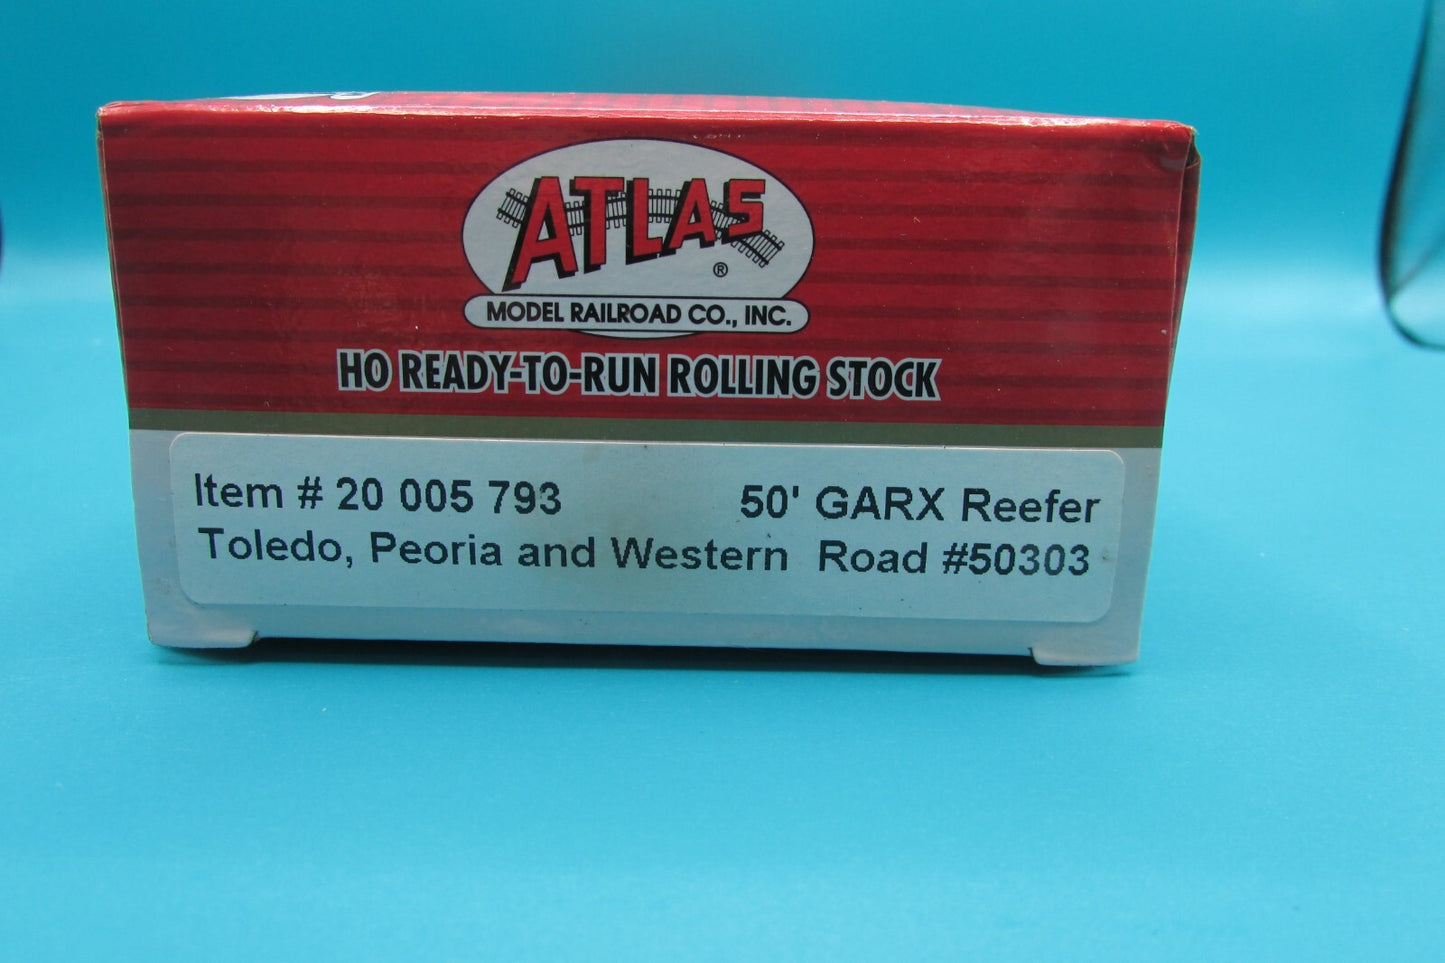 ATLAS®
MODEL RAILROAD CO., INC.
HO READY-TO-RUN ROLLING STOCK
Item # 20 005 793 50' GARX Reefer
Toledo, Peoria and Western Road #50303